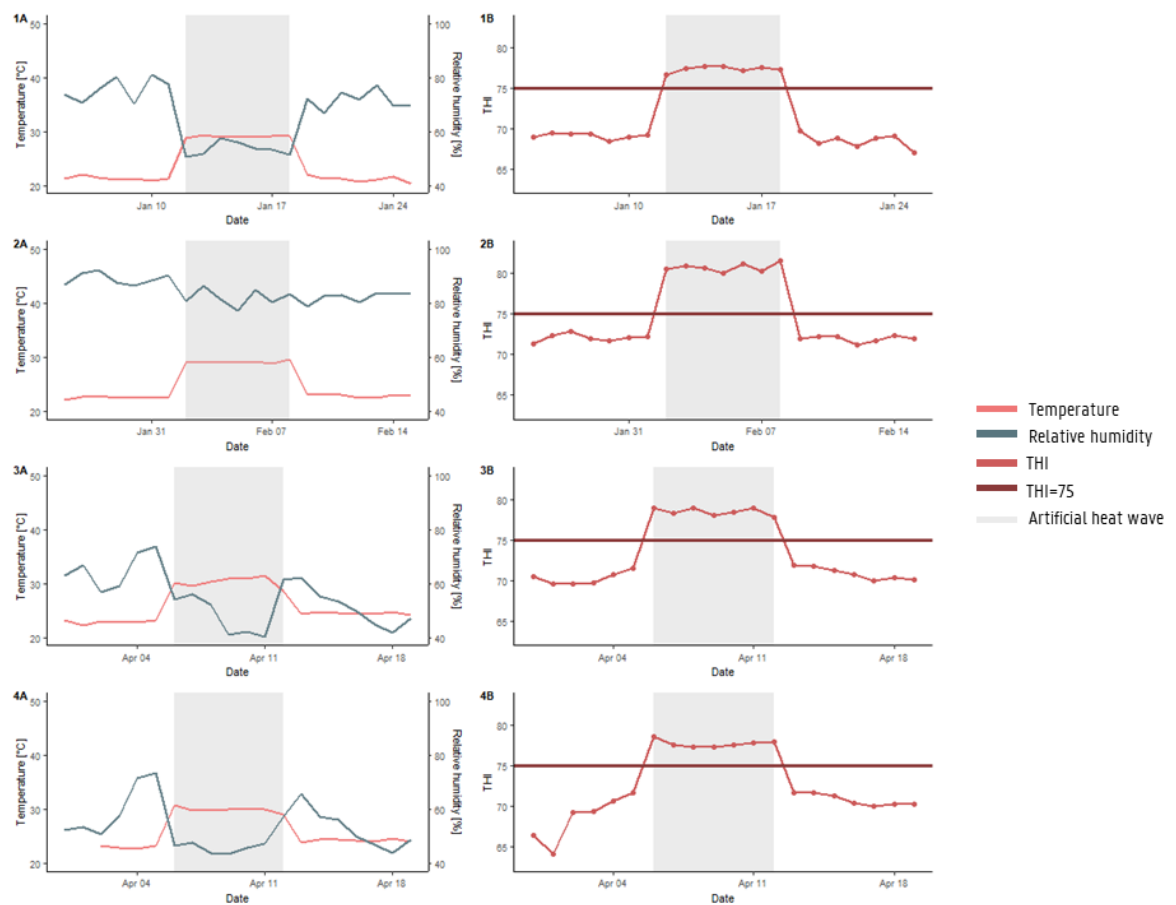 1A
50
40
30
20
Temperature [°C]
100
80
60
40
Relative humidity [%]
Jan 10
Jan 17
Jan 24
Date
1B
80
75
70
65
THI
Jan 10
Jan 17
Jan 24
Date
2A
50
40
30
20
Temperature [°C]
100
80
60
40
Relative humidity [%]
Jan 31
Feb 07
Feb 14
Date
2B
80
75
70
65
THI
Jan 31
Feb 07
Feb 14
Date
3A
50
40
30
20
Temperature [°C]
100
80
60
40
Relative humidity [%]
Apr 04
Apr 11
Apr 18
Date
3B
80
75
70
65
THI
Apr 04
Apr 11
Apr 18
Date
4A
50
40
30
20
Temperature [°C]
100
80
60
40
Relative humidity [%]
Apr 04
Apr 11
Apr 18
Date
4B
80
75
70
65
THI
Apr 04
Apr 11
Apr 18
Date
Temperature
Relative humidity
THI
THI=75
Artificial heat wave